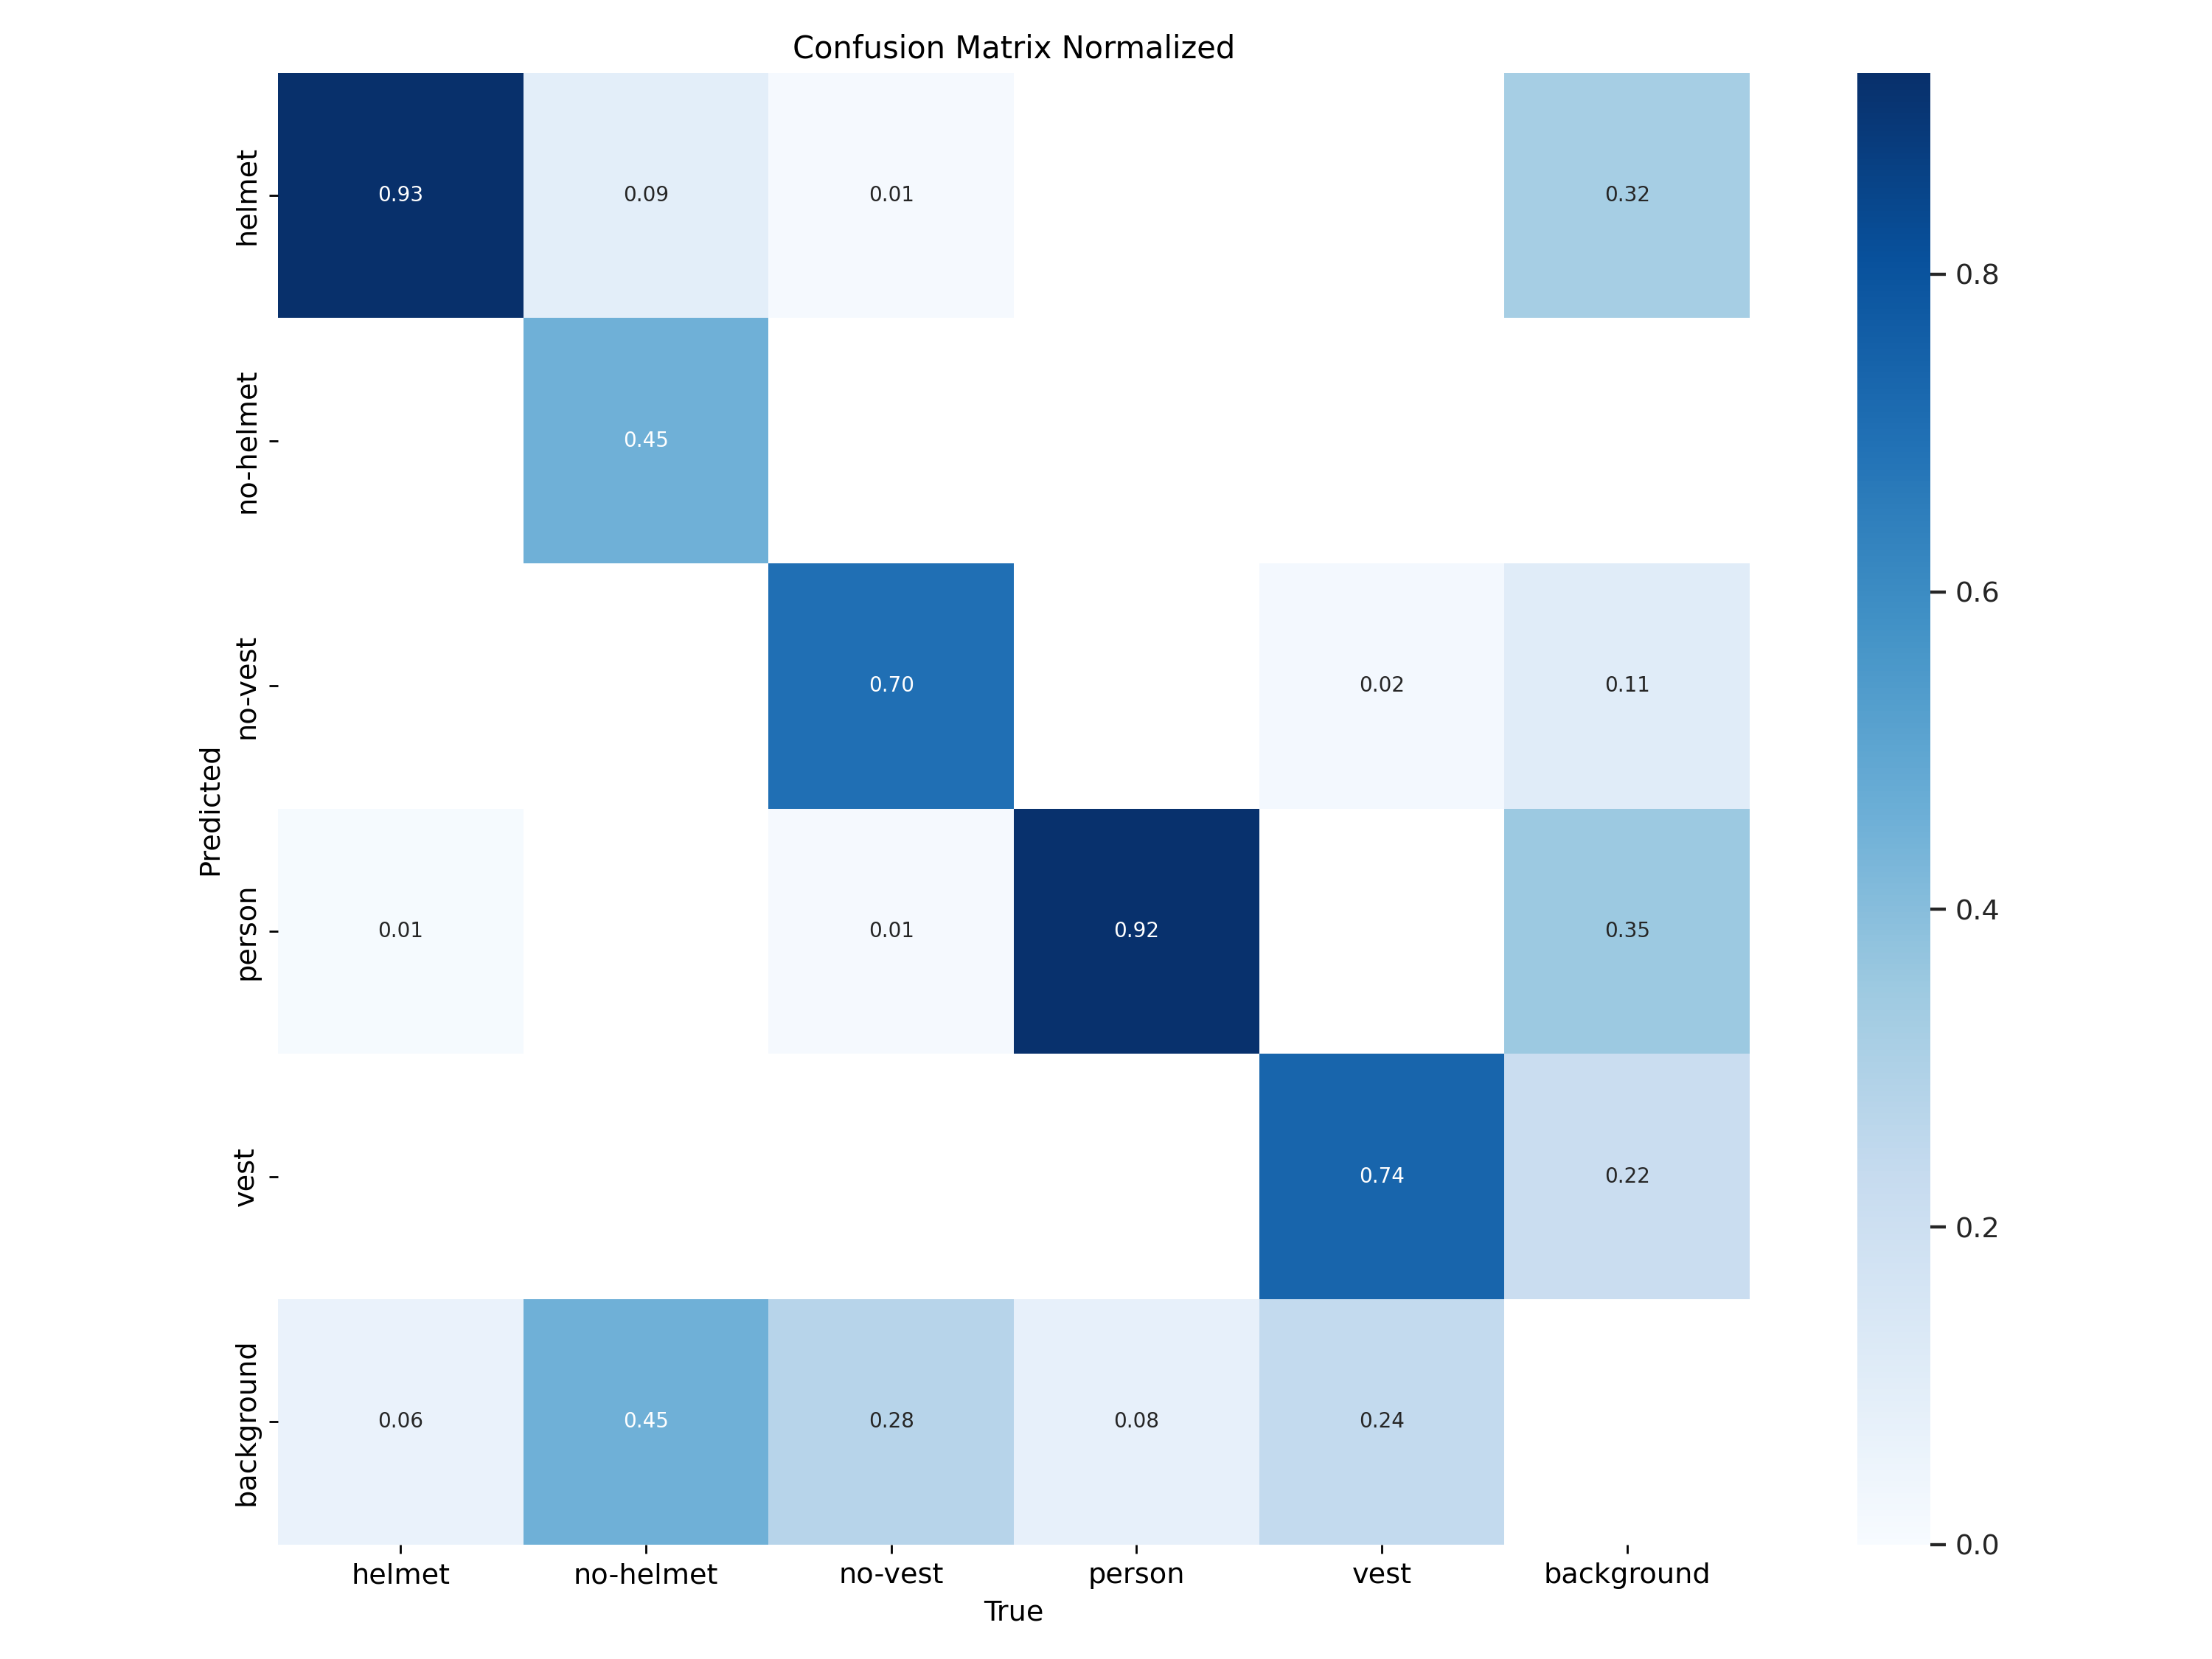 Confusion Matrix Normalized
helmet
0.93 0.09 0.01 0.32
0.8
no-helmet
0.45
0.6
no-vest
0.70 0.02 0.11
Predicted
0.4
person
0.01 0.01 0.92 0.35
vest
0.74 0.22
0.2
background
0.06 0.45 0.28 0.08 0.24
0.0
helmet no-helmet no-vest person vest background
True